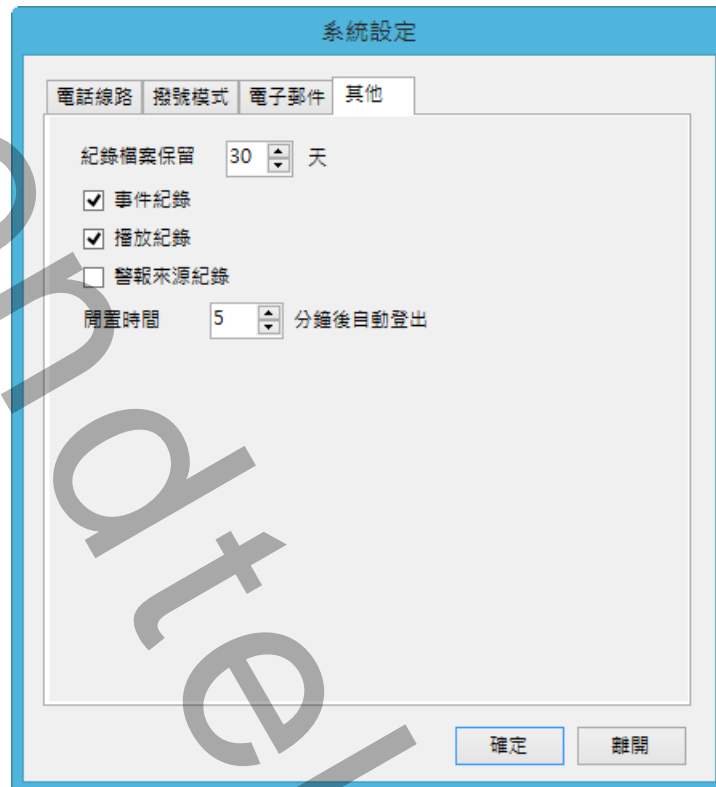 系統設定
電話線路 撥號模式 電子郵件 其他
紀錄檔案保留 30 天
事件紀錄
播放紀錄
警報來源紀錄
閒置時間 5 分鐘後自動登出
確定 離開
ndtel